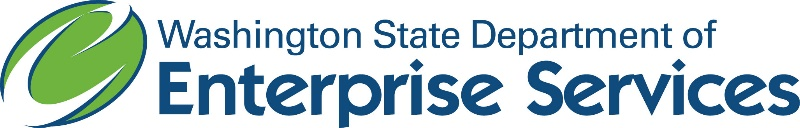 Washington State Department of
Enterprise Services